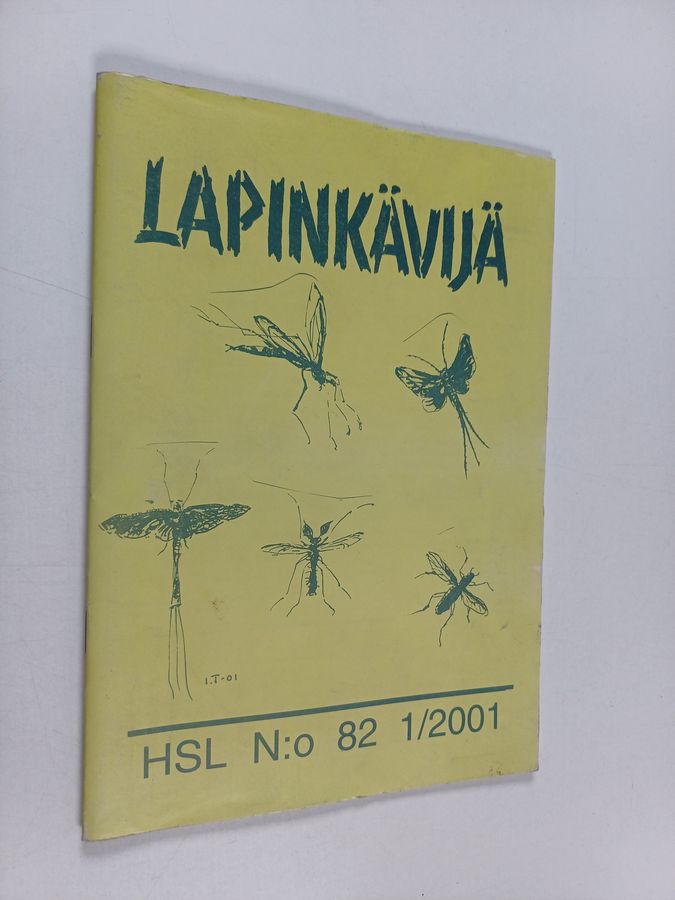 LAPINKÄVIJÄ
I.T-01
HSL N:o 82 1/2001